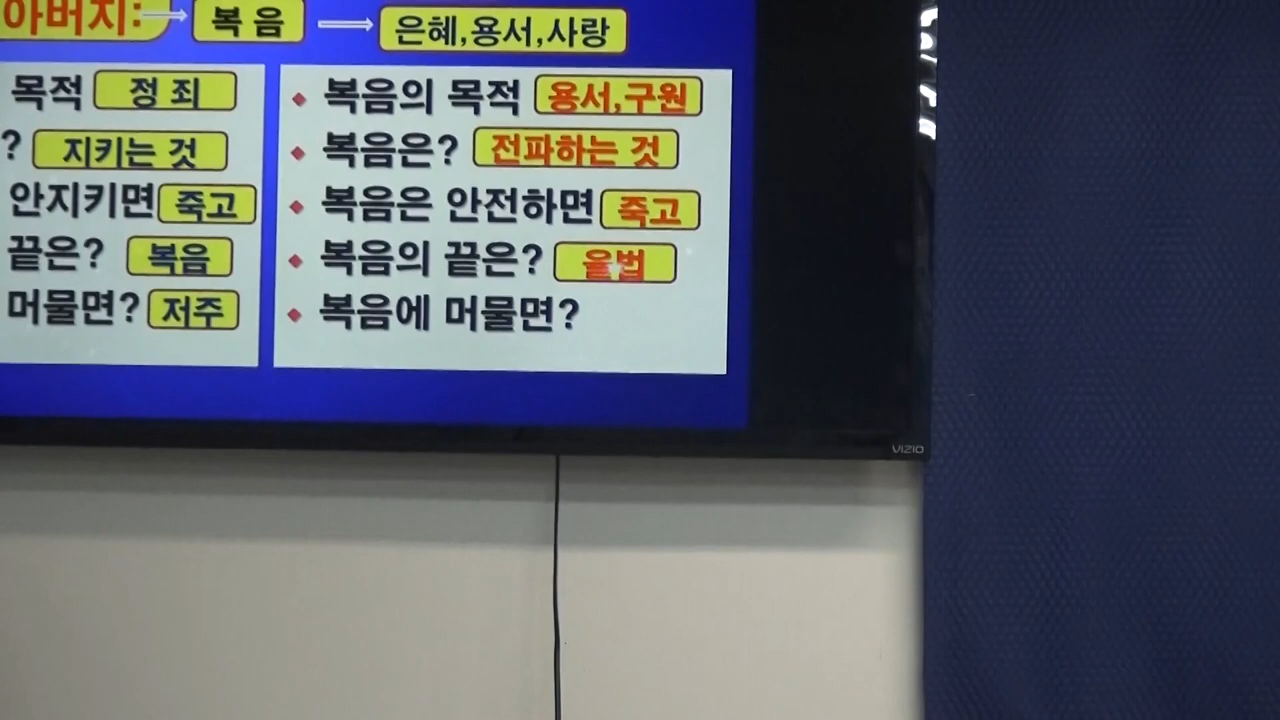 아버지: 복 음 은혜,용서,사랑
목적 정 죄
? 지키는 것
안지키면 죽고
끝은? 복음
머물면? 저주
복음의 목적 용서,구원
복음은? 전파하는 것
복음은 안전하면 죽고
복음의 끝은? 율법
복음에 머물면?
VIZIO